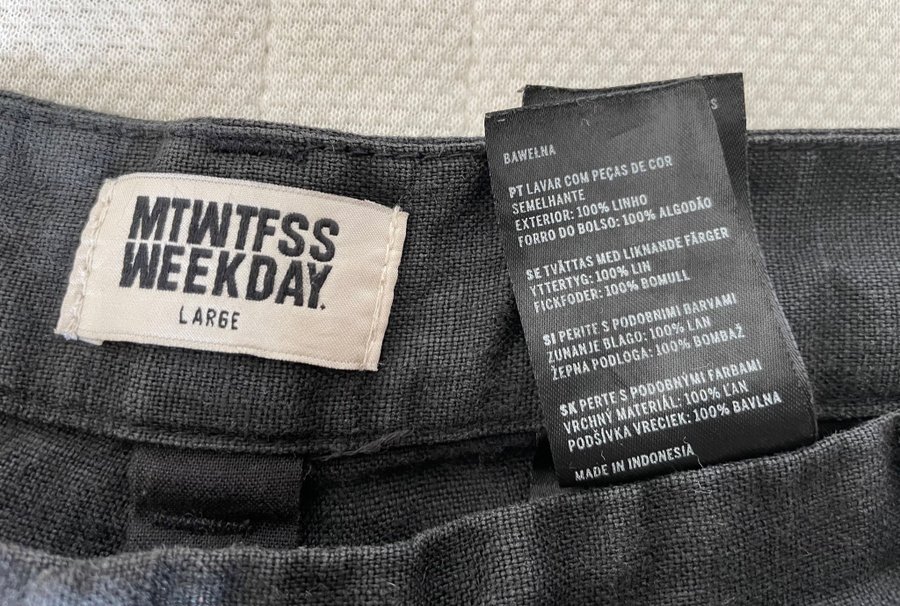 MTWTFSS
WEEKDAY.
LARGE
S
BAWEŁNA
PT LAVAR COM PEÇAS DE COR
SEMELHANTE
EXTERIOR: 100% LINHO
FORRO DO BOLSO: 100% ALGODÃO
SE TVÄTTAS MED LIKNANDE FÄRGER
YTTERTYG: 100% LIN
FICKFODER: 100% BOMULL
SI PERITE S PODOBNIMI BARVAMI
ZUNANJE BLAGO: 100% LAN
ŽEPNA PODLOGA: 100% BOMBAŽ
SK PERTE S PODOBNÝMI FARBAMI
VRCHNÝ MATERIÁL: 100% ĽAN
PODŠÍVKA VRECIEK: 100% BAVLNA
MADE IN INDONESIA